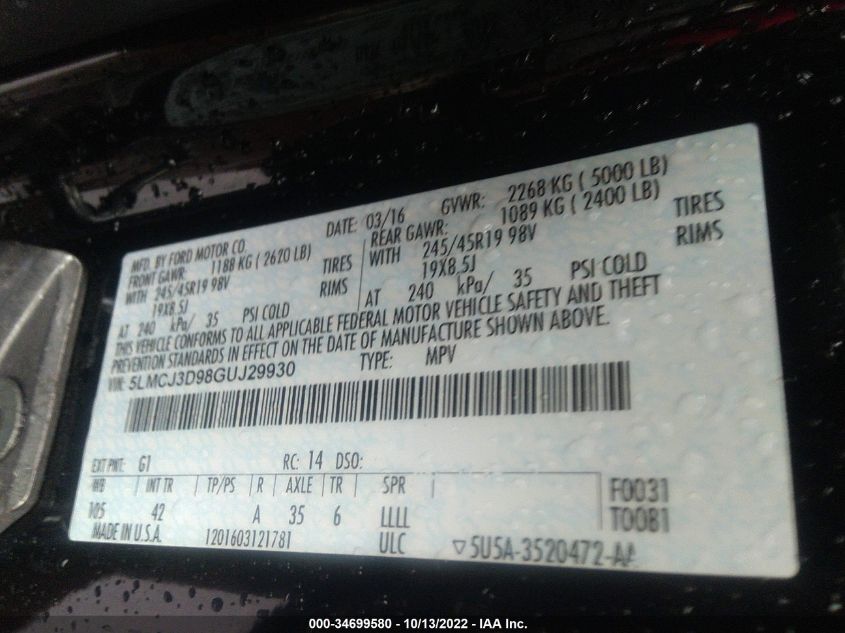 MFD. BY FORD MOTOR CO. DATE: 03/16 GVWR: 2268 KG ( 5000 LB)
FRONT GAWR: 1188 KG ( 2620 LB) REAR GAWR: 1089 KG ( 2400 LB)
WITH 245/45R19 98V TIRES WITH 245/45R19 98V TIRES
19X8.5J RIMS 19X8.5J RIMS
AT 240 kPa/ 35 PSI COLD AT 240 kPa/ 35 PSI COLD
THIS VEHICLE CONFORMS TO ALL APPLICABLE FEDERAL MOTOR VEHICLE SAFETY AND THEFT
PREVENTION STANDARDS IN EFFECT ON THE DATE OF MANUFACTURE SHOWN ABOVE.
VIN: 5LMCJ3D98GUJ29930 TYPE: MPV
EXT PNT: G1 RC: 14 DSO:
WB INT TR TP/PS R AXLE TR SPR F0031
105 42 A 35 6 LLLL T0081
MADE IN U.S.A. 1201603121781 ULC ▽5U5A-3520472-AA
000-34699580 - 10/13/2022 - IAA Inc.